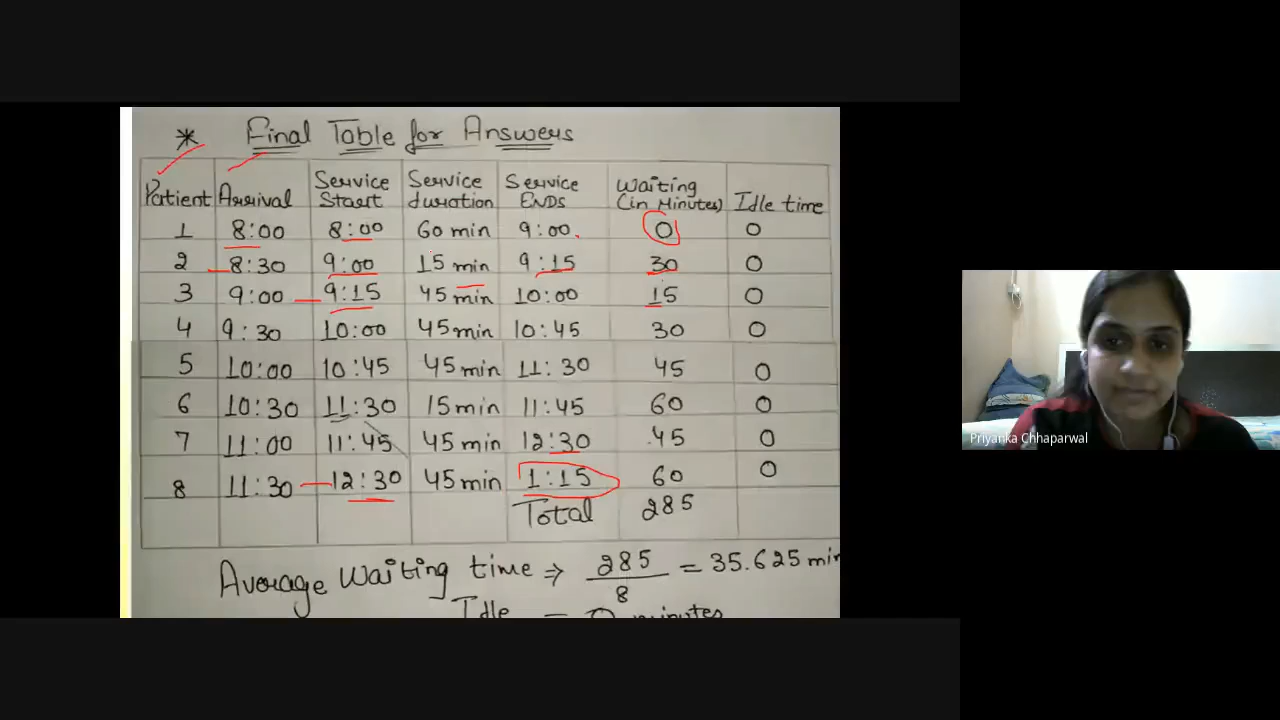 * Final Table for Answers
Patient Arrival Service Start Service duration Service ENDS Waiting (in Minutes) Idle time
1 8:00 8:00 60 min 9:00 0 0
2 8:30 9:00 15 min 9:15 30 0
3 9:00 9:15 45 min 10:00 15 0
4 9:30 10:00 45 min 10:45 30 0
5 10:00 10:45 45 min 11:30 45 0
6 10:30 11:30 15 min 11:45 60 0
7 11:00 11:45 45 min 12:30 45 0
8 11:30 12:30 45 min 1:15 60 0
Total 285
Average Waiting time ⇒ 285/8 = 35.625 min
Idle = 0 minutes
Priyanka Chhaparwal